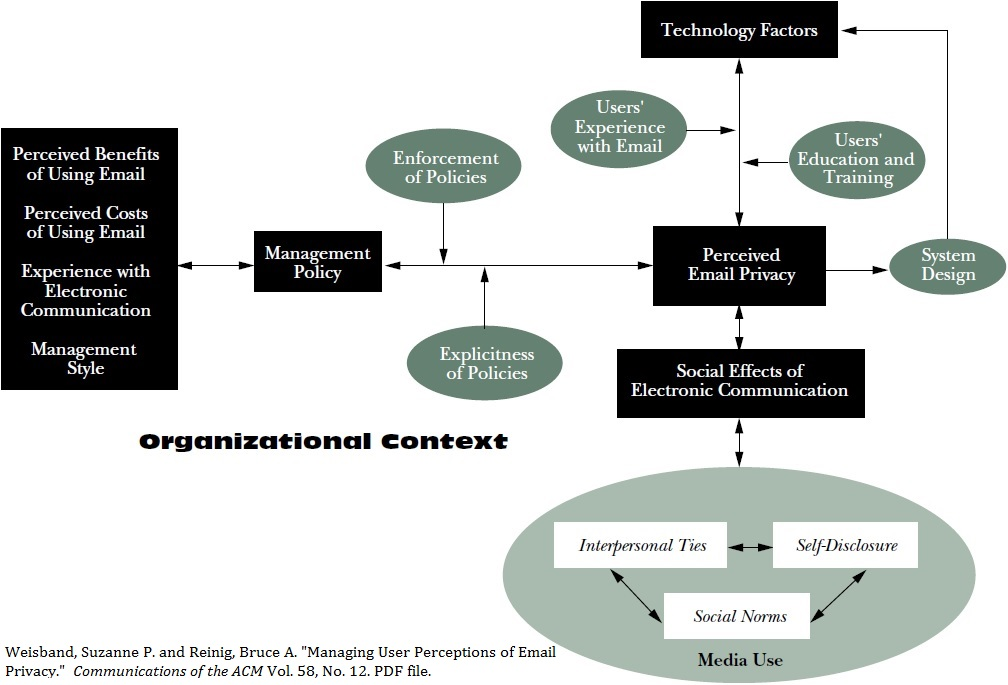 Technology Factors
Users'
Experience
with Email
Users'
Education and
Training
Enforcement
of Policies
Perceived Benefits
of Using Email
Perceived Costs
of Using Email
Experience with
Electronic
Communication
Management
Style
Management
Policy
Perceived
Email Privacy
System
Design
Explicitness
of Policies
Social Effects of
Electronic Communication
Organizational Context
Interpersonal Ties
Self-Disclosure
Social Norms
Media Use
Weisband, Suzanne P. and Reinig, Bruce A. "Managing User Perceptions of Email
Privacy." Communications of the ACM Vol. 58, No. 12. PDF file.